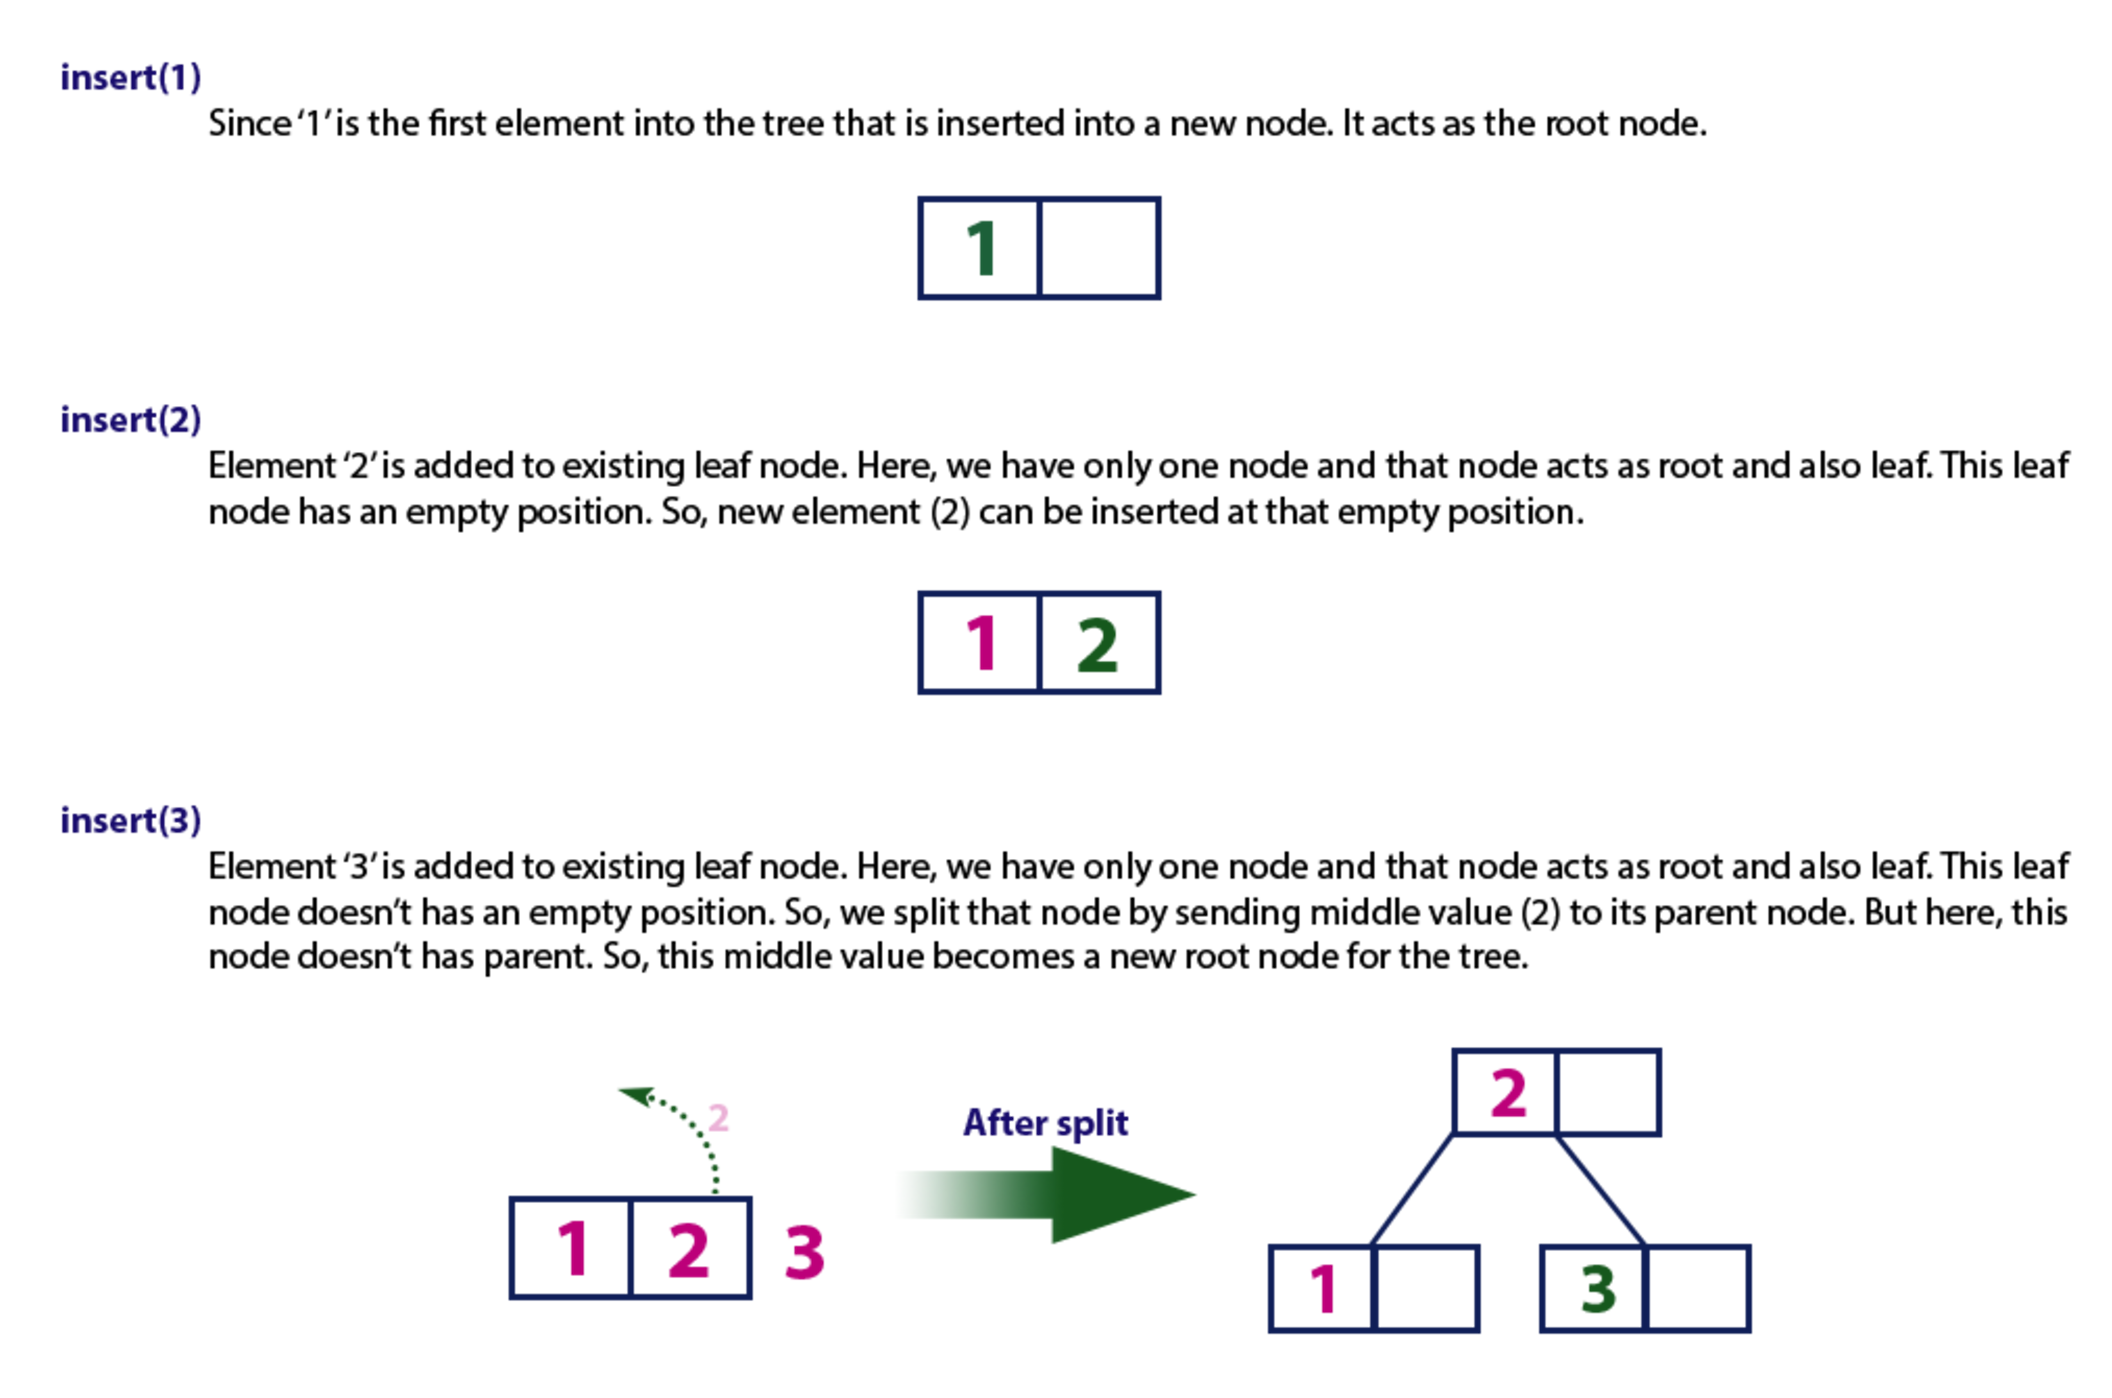 insert(1)
Since ‘1’ is the first element into the tree that is inserted into a new node. It acts as the root node.
1
insert(2)
Element ‘2’ is added to existing leaf node. Here, we have only one node and that node acts as root and also leaf. This leaf
node has an empty position. So, new element (2) can be inserted at that empty position.
1 2
insert(3)
Element ‘3’ is added to existing leaf node. Here, we have only one node and that node acts as root and also leaf. This leaf
node doesn’t has an empty position. So, we split that node by sending middle value (2) to its parent node. But here, this
node doesn’t has parent. So, this middle value becomes a new root node for the tree.
2
1 2 3
After split
2
1
3